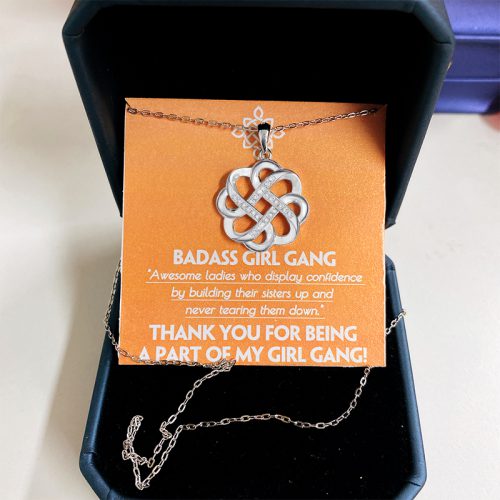 BADASS GIRL GANG
"Awesome ladies who display confidence
by building their sisters up and
never tearing them down."
THANK YOU FOR BEING
A PART OF MY GIRL GANG!